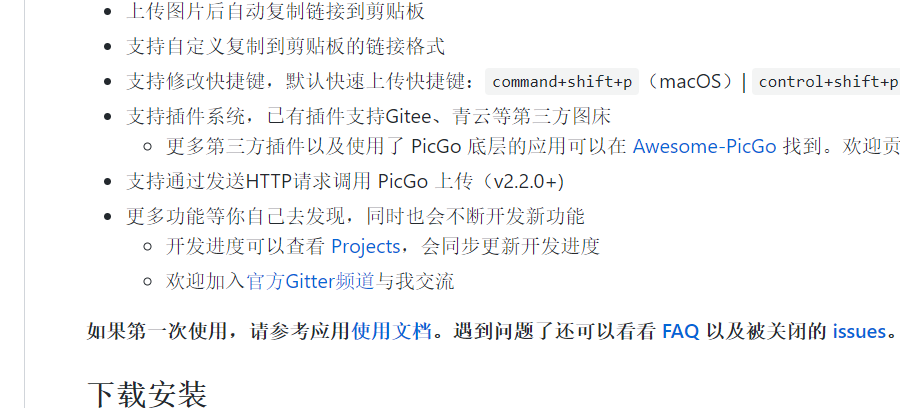 上传图片后自动复制链接到剪贴板
支持自定义复制到剪贴板的链接格式
支持修改快捷键，默认快速上传快捷键：command+shift+p（macOS）| control+shift+p
支持插件系统，已有插件支持Gitee、青云等第三方图床
更多第三方插件以及使用了 PicGo 底层的应用可以在 Awesome-PicGo 找到。欢迎贡
支持通过发送HTTP请求调用 PicGo 上传（v2.2.0+)
更多功能等你自己去发现，同时也会不断开发新功能
开发进度可以查看 Projects，会同步更新开发进度
欢迎加入官方Gitter频道与我交流
如果第一次使用，请参考应用使用文档。遇到问题了还可以看看 FAQ 以及被关闭的 issues。
下载安装